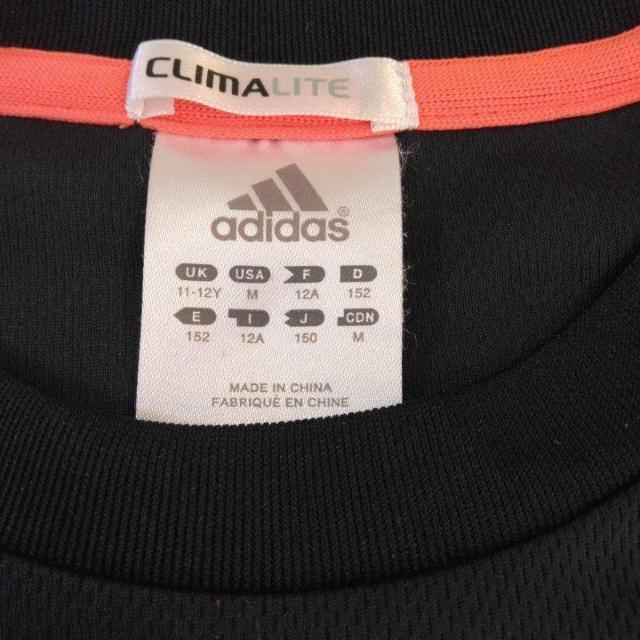 CLIMALITE
adidas®
UK USA F D
11-12Y M 12A 152
E I J CDN
152 12A 150 M
MADE IN CHINA
FABRIQUÉ EN CHINE